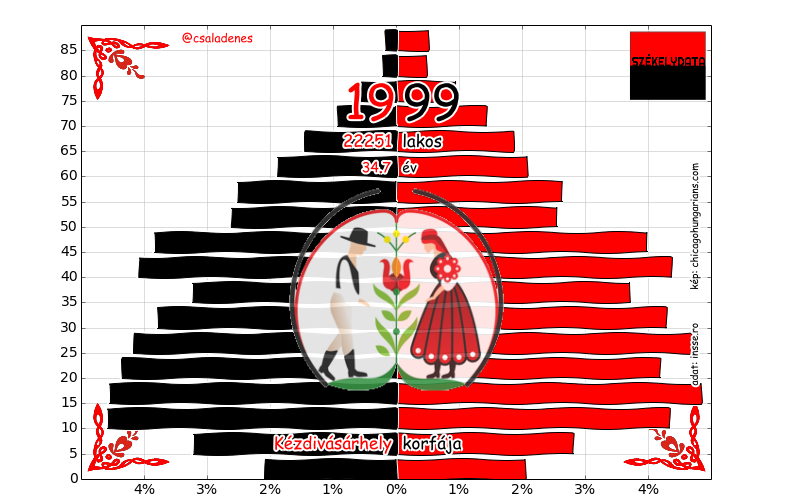 @csaladenes
SZÉKELYDATA
1999
22251 lakos
34.7 év
kép: chicagohungarians.com
adat: insse.ro
Kézdivásárhely korfája
85
80
75
70
65
60
55
50
45
40
35
30
25
20
15
10
5
0
4% 3% 2% 1% 0% 1% 2% 3% 4%